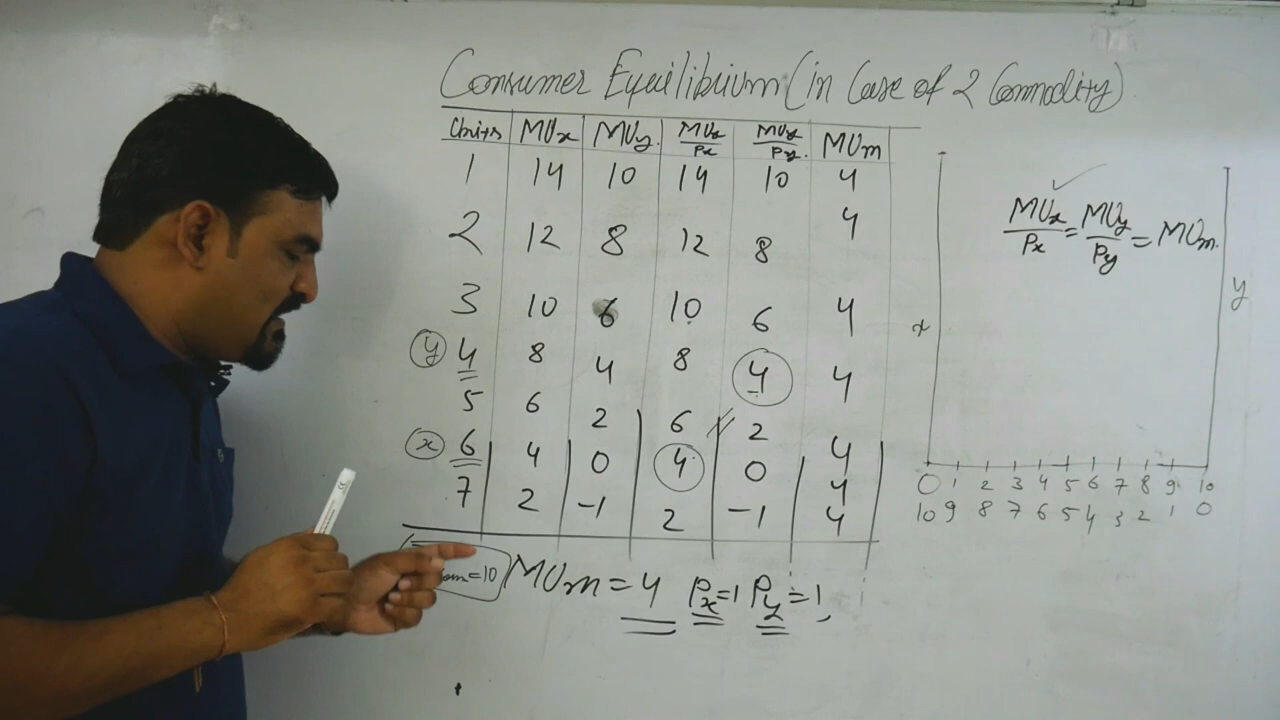 Consumer Equilibrium (in Case of 2 Commodity)
Units MUx MUy MUx/Px MUy/Py MUm
1 14 10 14 10 4
2 12 8 12 8 4
3 10 6 10 6 4
y 4 8 4 8 4 4
5 6 2 6 2
x 6 4 0 4 0 4
4
7 2 -1 2 -1 4
=10 MUm = 4 Px=1 Py=1,
MUx/Px = MUy/Py = MUm
x
y
0 1 2 3 4 5 6 7 8 9 10
10 9 8 7 6 5 4 3 2 1 0